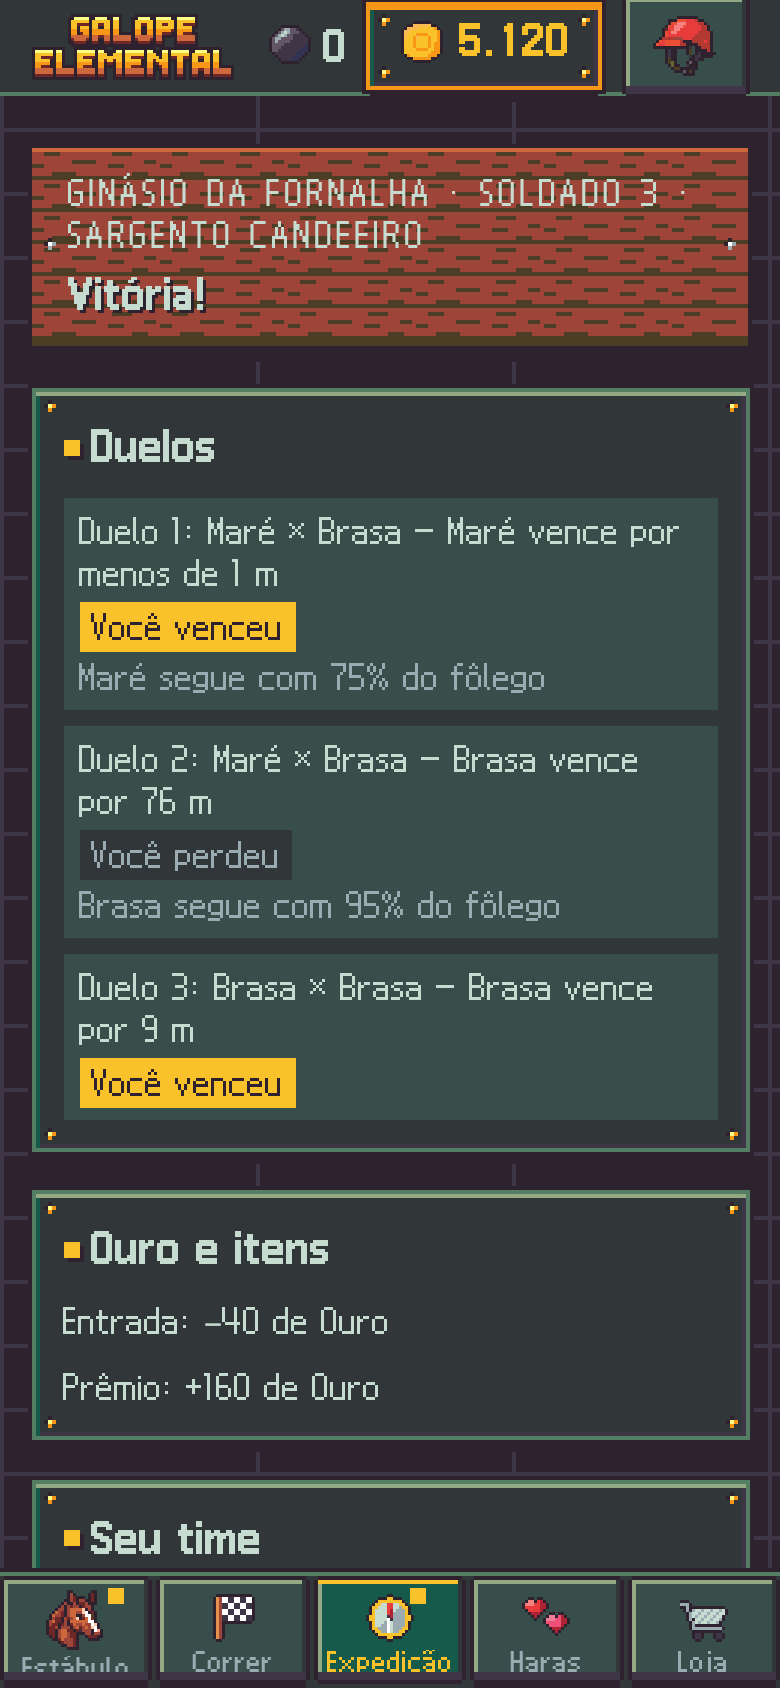 GALOPE
ELEMENTAL
0
5.120
GINÁSIO DA FORNALHA · SOLDADO 3 ·
SARGENTO CANDEEIRO
Vitória!
Duelos
Duelo 1: Maré × Brasa – Maré vence por
menos de 1 m
Você venceu
Maré segue com 75% do fôlego
Duelo 2: Maré × Brasa – Brasa vence
por 76 m
Você perdeu
Brasa segue com 95% do fôlego
Duelo 3: Brasa × Brasa – Brasa vence
por 9 m
Você venceu
Ouro e itens
Entrada: −40 de Ouro
Prêmio: +160 de Ouro
Seu time
Estábulo
Correr
Expedição
Haras
Loja